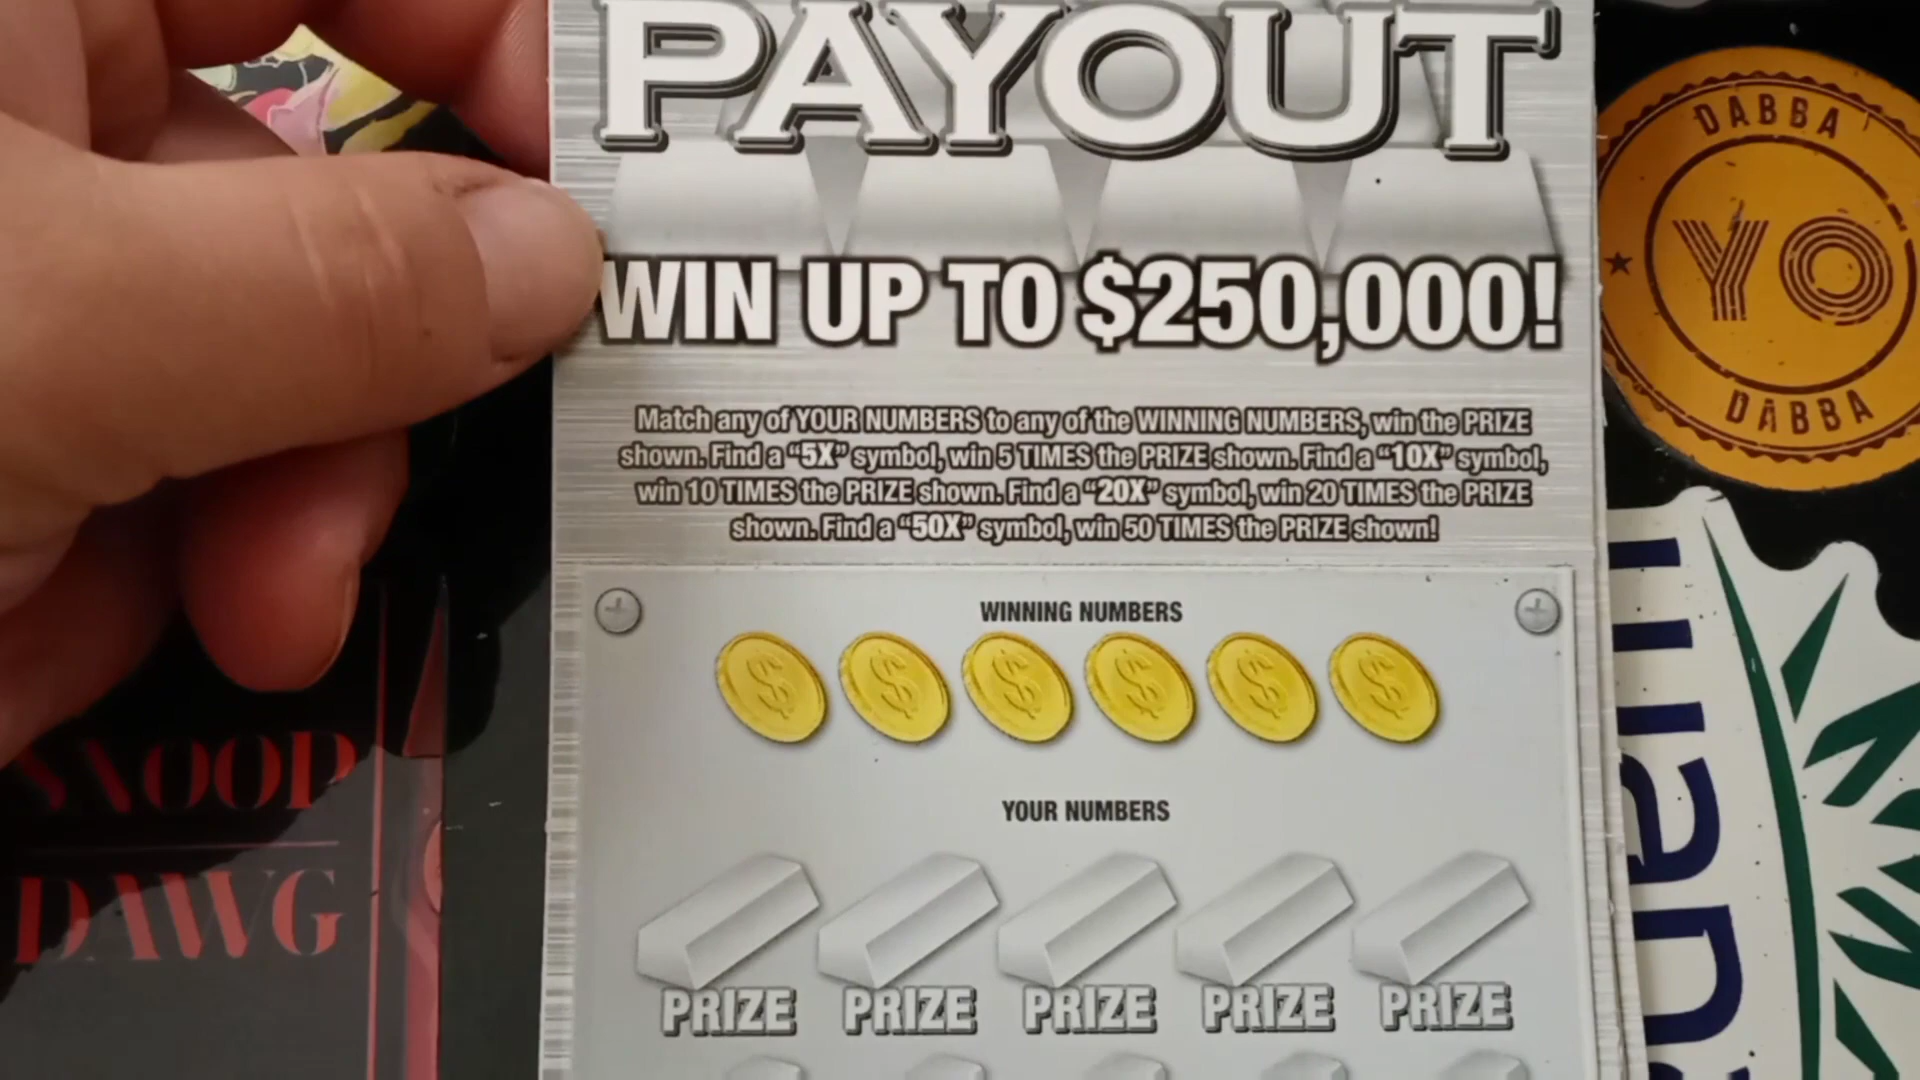 PAYOUT
WIN UP TO $250,000!
Match any of YOUR NUMBERS to any of the WINNING NUMBERS, win the PRIZE
shown. Find a "5X" symbol, win 5 TIMES the PRIZE shown. Find a "10X" symbol,
win 10 TIMES the PRIZE shown. Find a "20X" symbol, win 20 TIMES the PRIZE
shown. Find a "50X" symbol, win 50 TIMES the PRIZE shown!
WINNING NUMBERS
YOUR NUMBERS
PRIZE PRIZE PRIZE PRIZE PRIZE
DABBA
YO
DABBA
DAWG